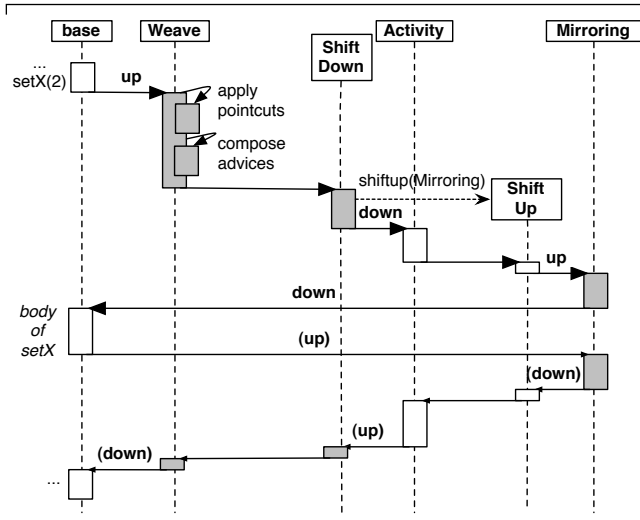 base
Weave
Shift
Down
Activity
Mirroring
...
setX(2)
up
apply
pointcuts
compose
advices
shiftup(Mirroring)
Shift
Up
down
up
down
body
of
setX
(up)
(down)
(up)
(down)
...